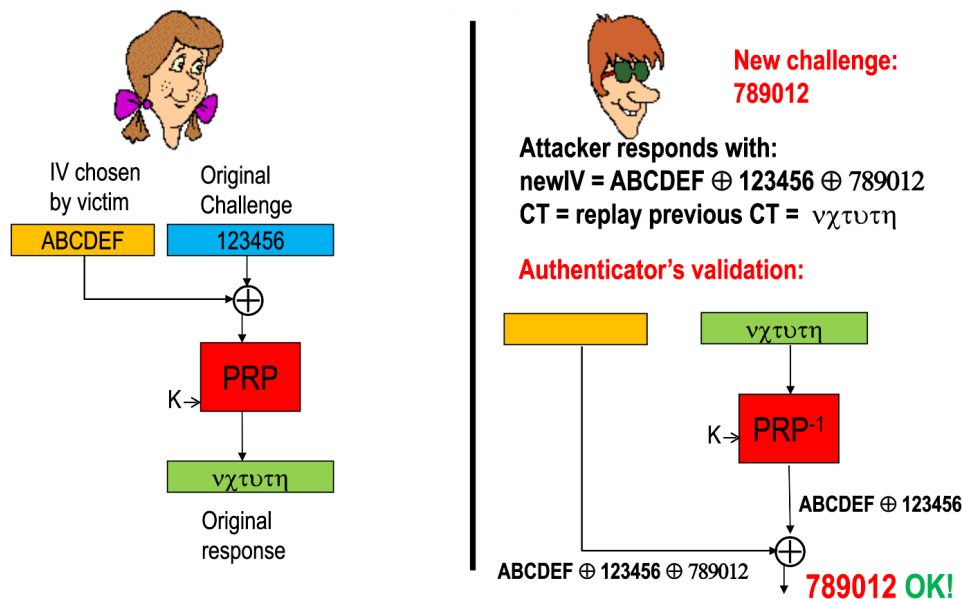 IV chosen
by victim
Original
Challenge
ABCDEF
123456
PRP
K
νχτυτη
Original
response
New challenge:
789012
Attacker responds with:
newIV = ABCDEF ⊕ 123456 ⊕ 789012
CT = replay previous CT = νχτυτη
Authenticator’s validation:
νχτυτη
K
PRP⁻¹
ABCDEF ⊕ 123456
ABCDEF ⊕ 123456 ⊕ 789012
789012 OK!